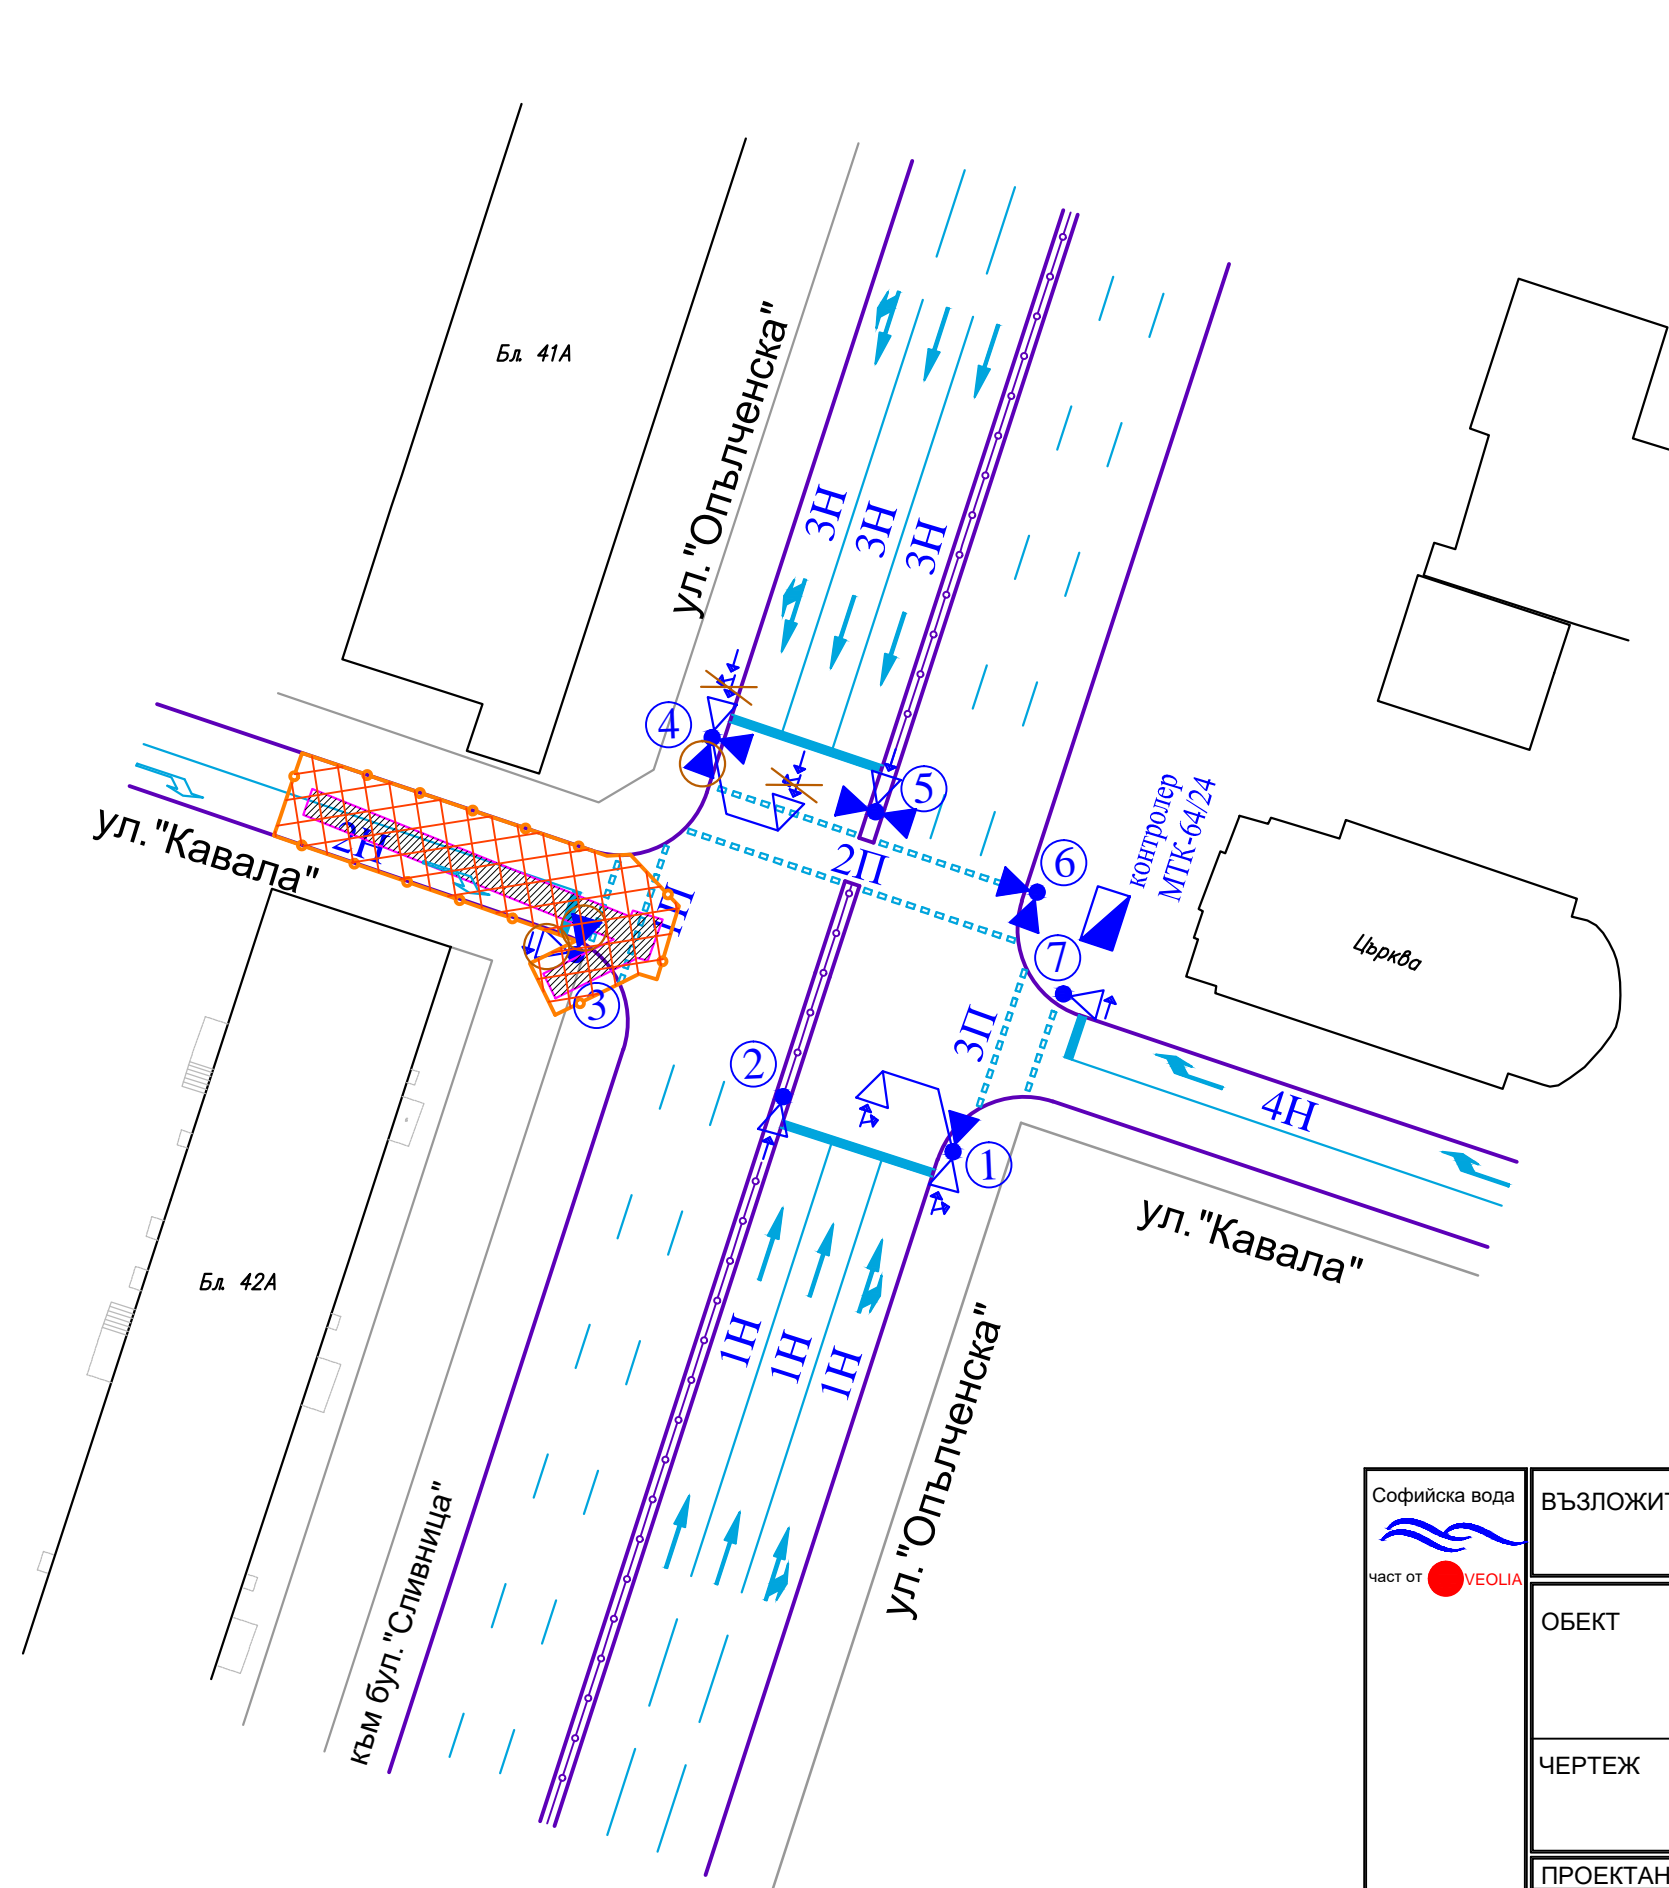 Бл. 41А
ул."Опълченска"
3Н
3Н
3Н
4
5
контролер
МТК-64/24
6
ул."Кавала"
2Н
2П
1П
7
Църква
3
2
3П
4Н
1
ул."Кавала"
Бл. 42А
1Н
1Н
1Н
ул."Опълченска"
към бул."Сливница"
Софийска вода
част от VEOLIA
ВЪЗЛОЖИТ
ОБЕКТ
ЧЕРТЕЖ
ПРОЕКТАН